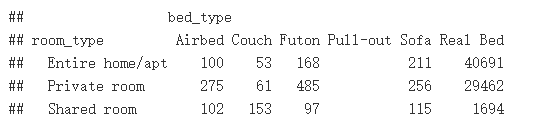 ##                  bed_type
## room_type        Airbed Couch Futon Pull-out Sofa Real Bed
##   Entire home/apt   100    53   168           211    40691
##   Private room      275    61   485           256    29462
##   Shared room       102   153    97           115     1694